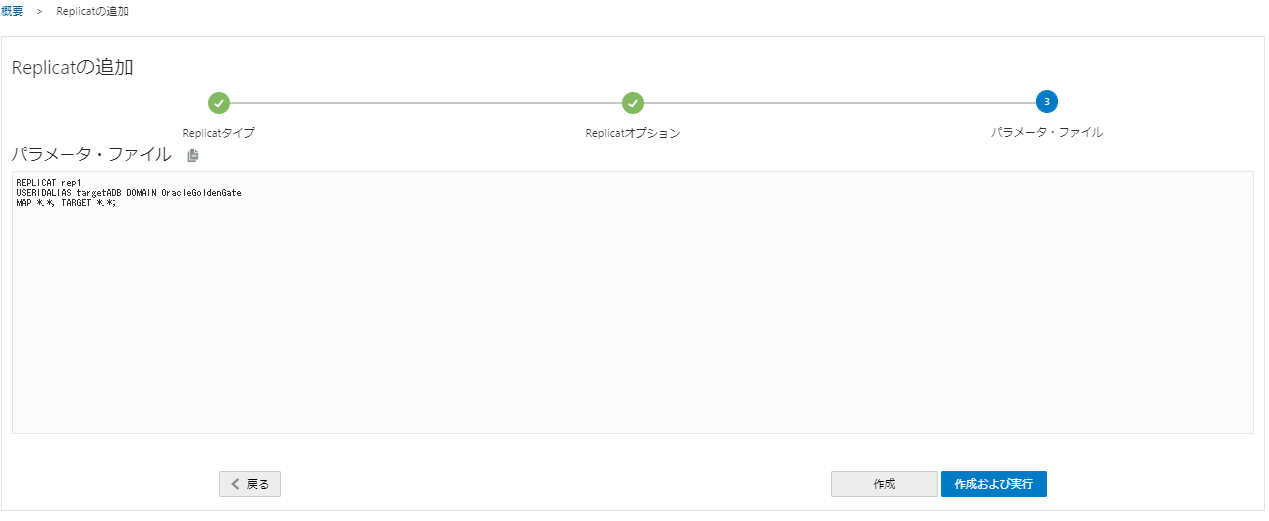 概要 > Replicatの追加
Replicatの追加
3
Replicatタイプ Replicatオプション パラメータ・ファイル
パラメータ・ファイル
REPLICAT rep1
USERIDALIAS targetADB DOMAIN OracleGoldenGate
MAP *.*, TARGET *.*;
戻る 作成 作成および実行